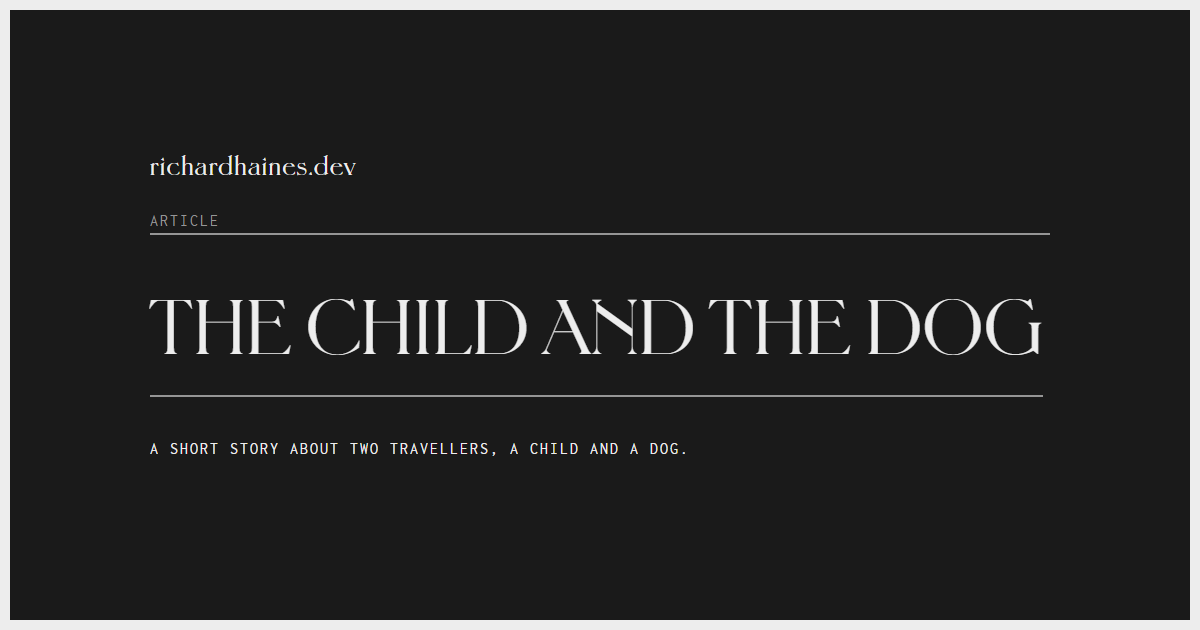 richardhaines.dev
ARTICLE
THE CHILD AND THE DOG
A SHORT STORY ABOUT TWO TRAVELLERS, A CHILD AND A DOG.